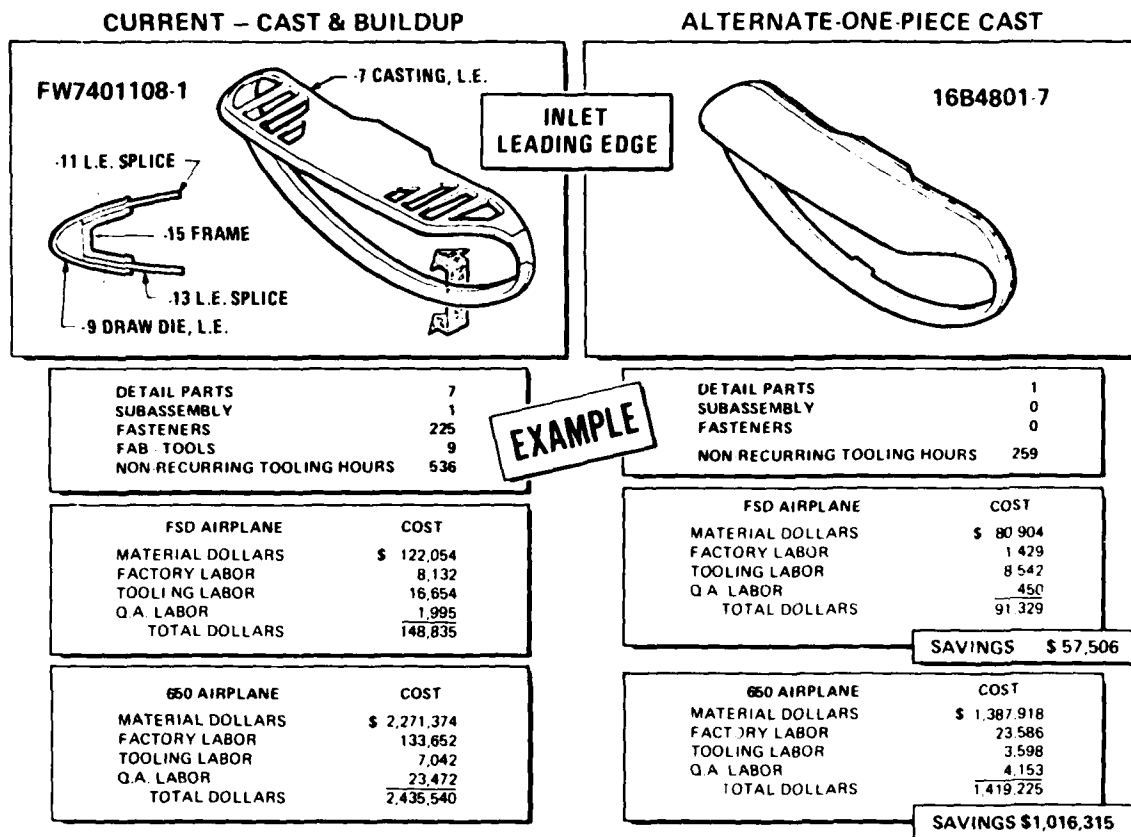 CURRENT – CAST & BUILDUP
FW7401108-1
-7 CASTING, L.E.
-11 L.E. SPLICE
-15 FRAME
-13 L.E. SPLICE
-9 DRAW DIE, L.E.
INLET
LEADING EDGE
ALTERNATE-ONE-PIECE CAST
16B4801-7
DETAIL PARTS 7
SUBASSEMBLY 1
FASTENERS 225
FAB TOOLS 9
NON-RECURRING TOOLING HOURS 536
EXAMPLE
DETAIL PARTS 1
SUBASSEMBLY 0
FASTENERS 0
NON RECURRING TOOLING HOURS 259
FSD AIRPLANE COST
MATERIAL DOLLARS $ 122,054
FACTORY LABOR 8,132
TOOLING LABOR 16,654
Q.A. LABOR 1,995
TOTAL DOLLARS 148,835
FSD AIRPLANE COST
MATERIAL DOLLARS $ 80 904
FACTORY LABOR 1 429
TOOLING LABOR 8 542
Q.A. LABOR 450
TOTAL DOLLARS 91 329
SAVINGS $ 57,506
650 AIRPLANE COST
MATERIAL DOLLARS $ 2,271,374
FACTORY LABOR 133,652
TOOLING LABOR 7,042
Q.A. LABOR 23,472
TOTAL DOLLARS 2,435,540
650 AIRPLANE COST
MATERIAL DOLLARS $ 1,387,918
FACTORY LABOR 23,586
TOOLING LABOR 3,598
Q.A. LABOR 4,153
TOTAL DOLLARS 1,419,225
SAVINGS $1,016,315